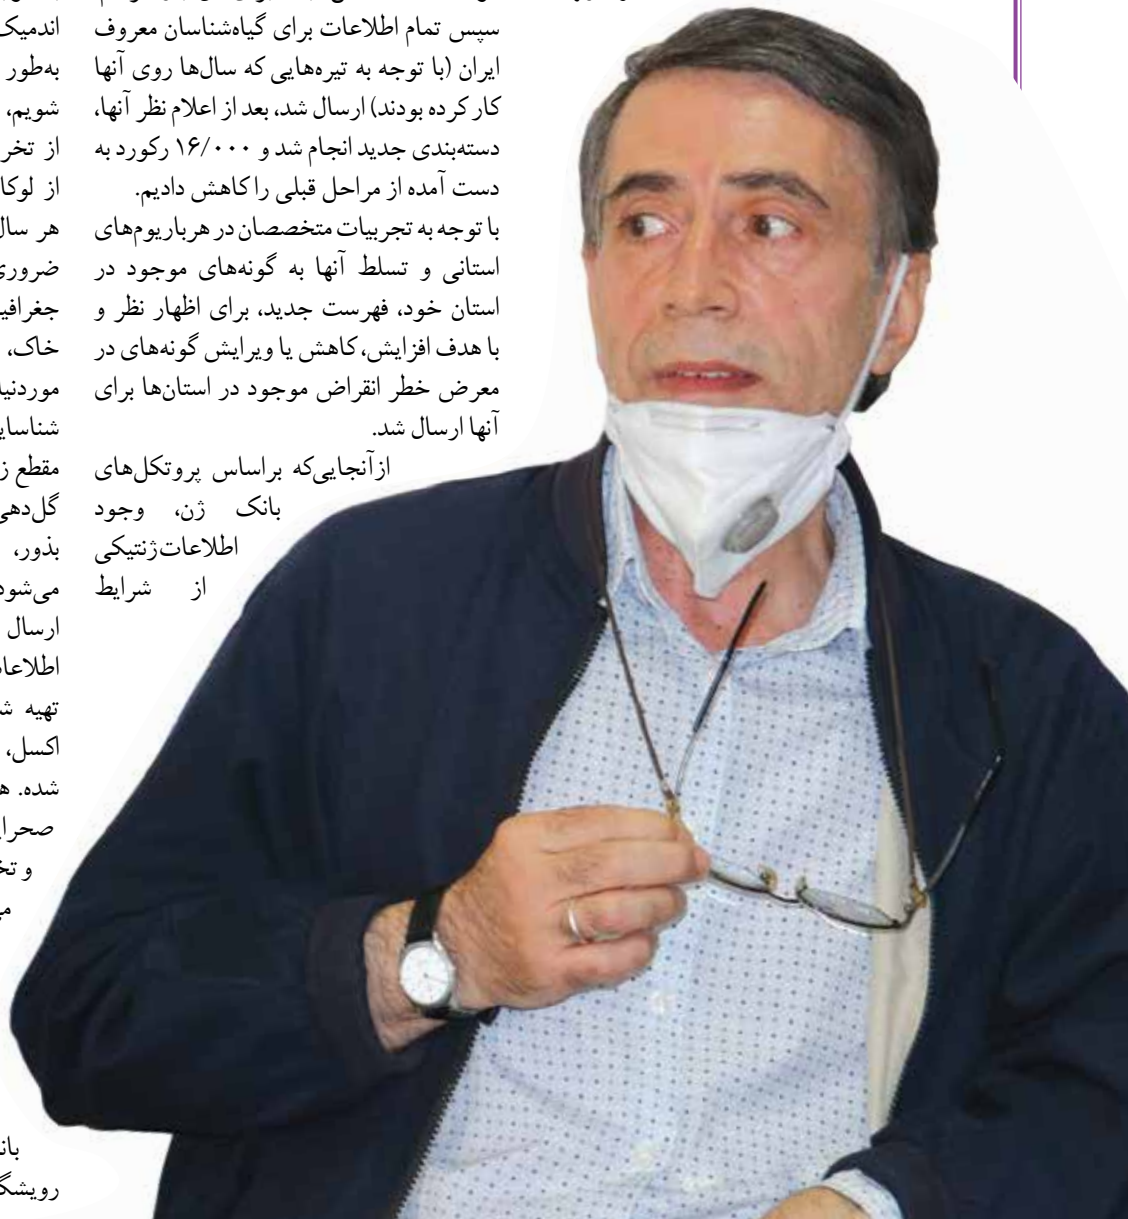 سپس تمام اطلاعات برای گیاه‌شناسان معروف
ایران (با توجه به تیره‌هایی که سال‌ها روی آنها
کار کرده بودند) ارسال شد، بعد از اعلام نظر آنها،
دسته‌بندی جدید انجام شد و ۱۶/۰۰۰ رکورد به
دست آمده از مراحل قبلی را کاهش دادیم.
با توجه به تجربیات متخصصان در هرباریوم‌های
استانی و تسلط آنها به گونه‌های موجود در
استان خود، فهرست جدید، برای اظهار نظر و
با هدف افزایش، کاهش یا ویرایش گونه‌های در
معرض خطر انقراض موجود در استان‌ها برای
آنها ارسال شد.
ازآنجایی‌که براساس پروتکل‌های
بانک ژن، وجود
اطلاعات‌ژنتیکی
از شرایط
اندمیک
به‌طور
شویم،
از تخر
از لوکا
هر سال
ضروری
جغرافی
خاک،
موردنی
شناسای
مقطع ز
گل‌دهی
بذور،
می‌شود
ارسال
اطلاعا
تهیه ش
اکسل،
شده. ه
صحرا
و تخ
بان
رویشگ